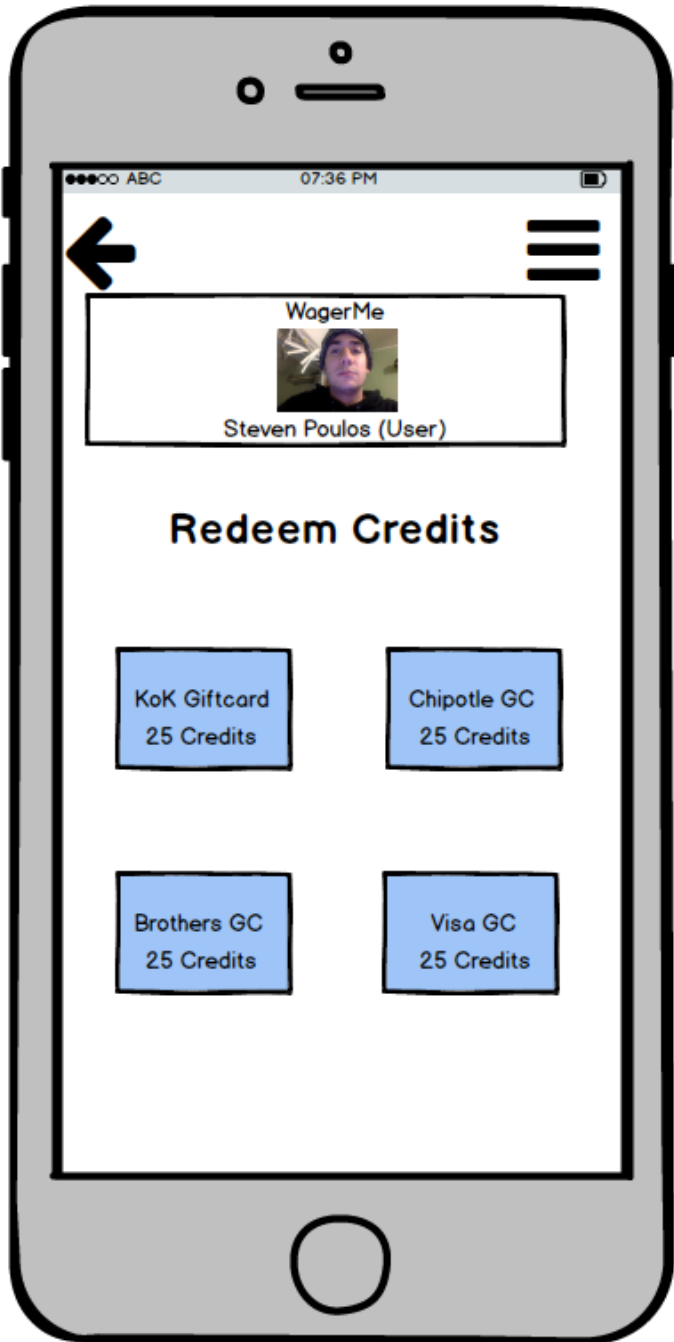 ABC 07:36 PM
WagerMe
Steven Poulos (User)
Redeem Credits
KoK Giftcard
25 Credits
Chipotle GC
25 Credits
Brothers GC
25 Credits
Visa GC
25 Credits